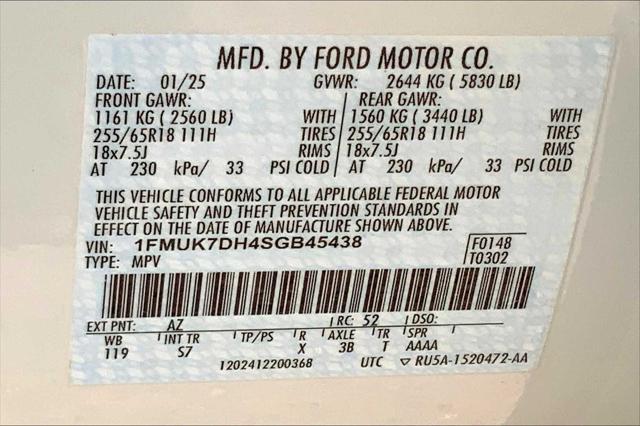 MFD. BY FORD MOTOR CO.
DATE: 01/25 GVWR: 2644 KG ( 5830 LB)
FRONT GAWR: REAR GAWR:
1161 KG ( 2560 LB) WITH 1560 KG ( 3440 LB) WITH
255/65R18 111H TIRES 255/65R18 111H TIRES
18x7.5J RIMS 18x7.5J RIMS
AT 230 kPa/ 33 PSI COLD AT 230 kPa/ 33 PSI COLD
THIS VEHICLE CONFORMS TO ALL APPLICABLE FEDERAL MOTOR
VEHICLE SAFETY AND THEFT PREVENTION STANDARDS IN
EFFECT ON THE DATE OF MANUFACTURE SHOWN ABOVE.
VIN: 1FMUK7DH4SGB45438 F0148
TYPE: MPV T0302
EXT PNT: AZ RC: 52 DSO:
WB INT TR TP/PS R AXLE TR SPR
119 S7 X 3B T AAAA
1202412200368 UTC ▽ RU5A-1520472-AA